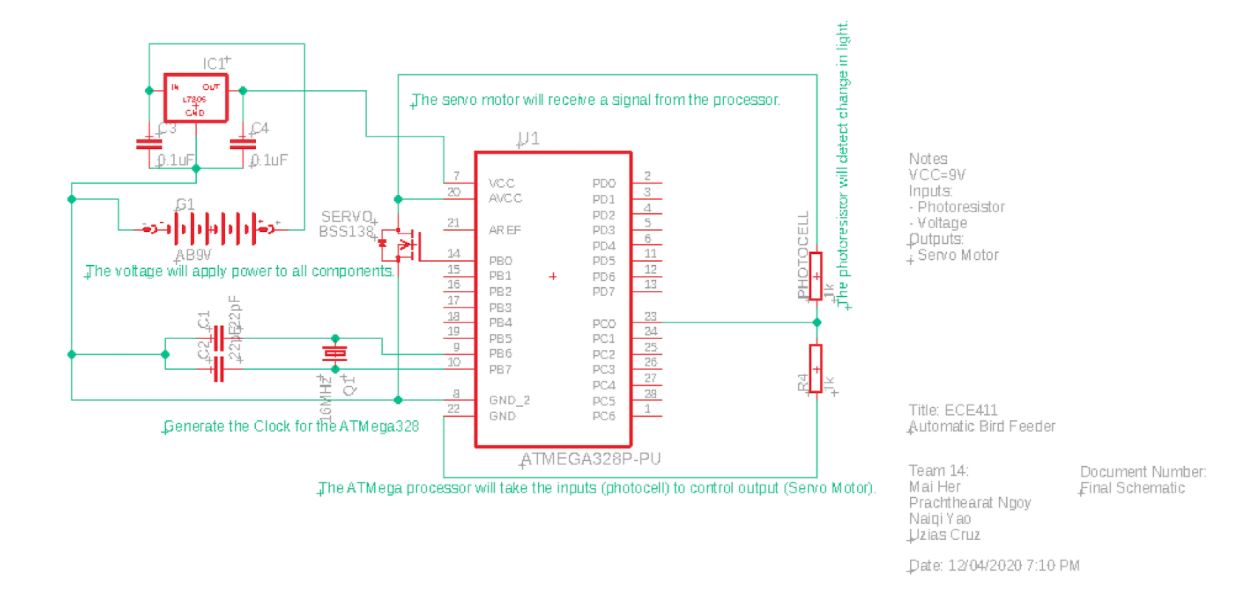 IC1
IN OUT
L7806
GND
C3
C4
0.1uF
0.1uF
G1
AB9V
The voltage will apply power to all components.
The servo motor will receive a signal from the processor.
The photoresistor will detect change in light.
U1
7 VCC PD0 2
20 AVCC PD1 3
PD2 4
21 AREF PD3 5
PD4 6
14 PB0 PD5 11
15 PB1 PD6 12
16 PB2 PD7 13
17 PB3
18 PB4 PC0 23
19 PB5 PC1 24
9 PB6 PC2 25
10 PB7 PC3 26
PC4 27
8 GND_2 PC5 28
22 GND PC6 1
ATMEGA328P-PU
SERVO
BSS138
C1
22pF
C2
22pF
16MHz
Q1
Generate the Clock for the ATMega328
PHOTOCELL
1k
R4
1k
The ATMega processor will take the inputs (photocell) to control output (Servo Motor).
Notes
VCC=9V
Inputs:
- Photoresistor
- Voltage
Outputs:
- Servo Motor
Title: ECE411
Automatic Bird Feeder
Team 14:
Mai Her
Prachthearat Ngoy
Naiqi Yao
Uzias Cruz
Document Number:
Final Schematic
Date: 12/04/2020 7:10 PM